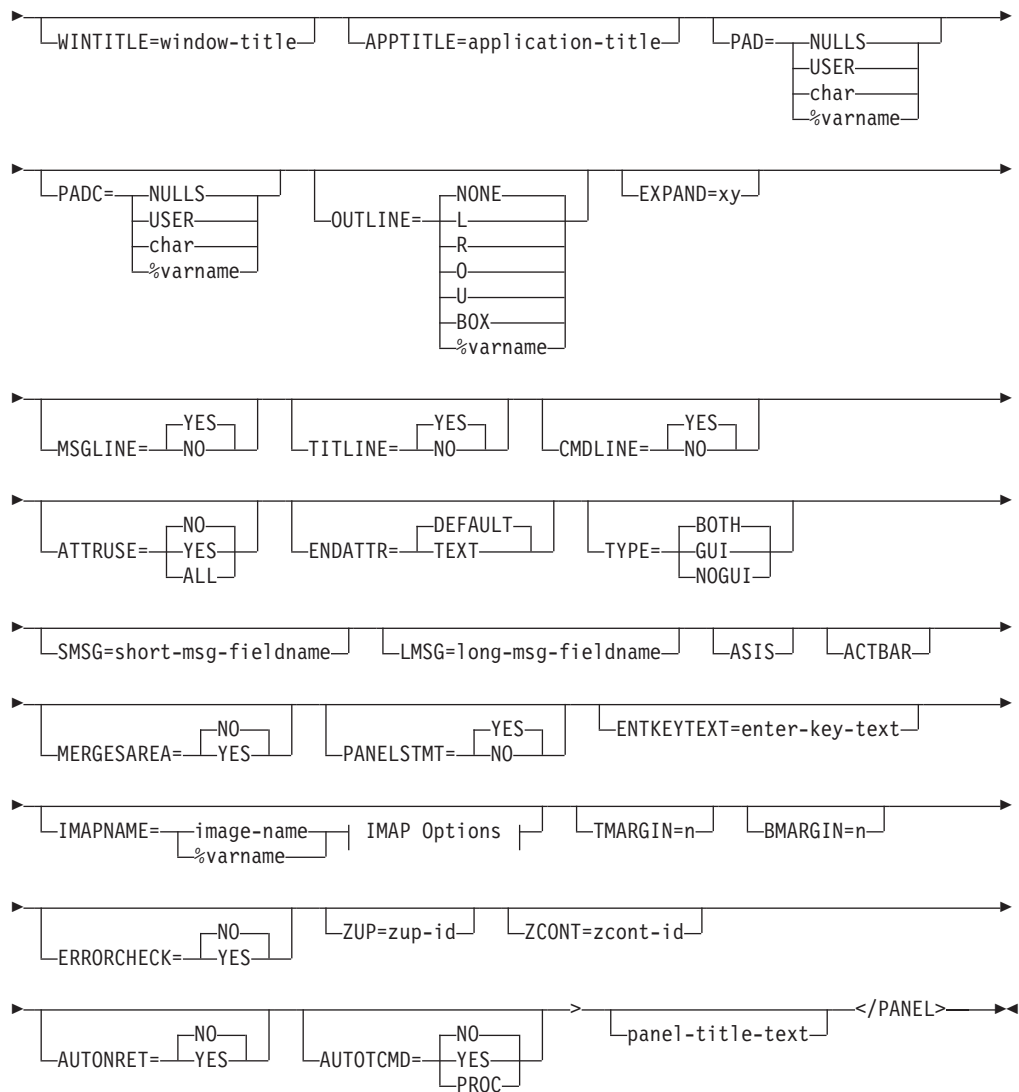 WINTITLE=window-title APPTITLE=application-title PAD= NULLS
USER
char
%varname
PADC= NULLS
USER
char
%varname
OUTLINE= NONE
L
R
O
U
BOX
%varname
EXPAND=xy
MSGLINE= YES
NO
TITLINE= YES
NO
CMDLINE= YES
NO
ATTRUSE= NO
YES
ALL
ENDATTR= DEFAULT
TEXT
TYPE= BOTH
GUI
NOGUI
SMSG=short-msg-fieldname LMSG=long-msg-fieldname ASIS ACTBAR
MERGESAREA= NO
YES
PANELSTMT= YES
NO
ENTKEYTEXT=enter-key-text
IMAPNAME= image-name
%varname
IMAP Options TMARGIN=n BMARGIN=n
ERRORCHECK= NO
YES
ZUP=zup-id ZCONT=zcont-id
AUTONRET= NO
YES
AUTOTCMD= NO
YES
PROC
> panel-title-text </PANEL>